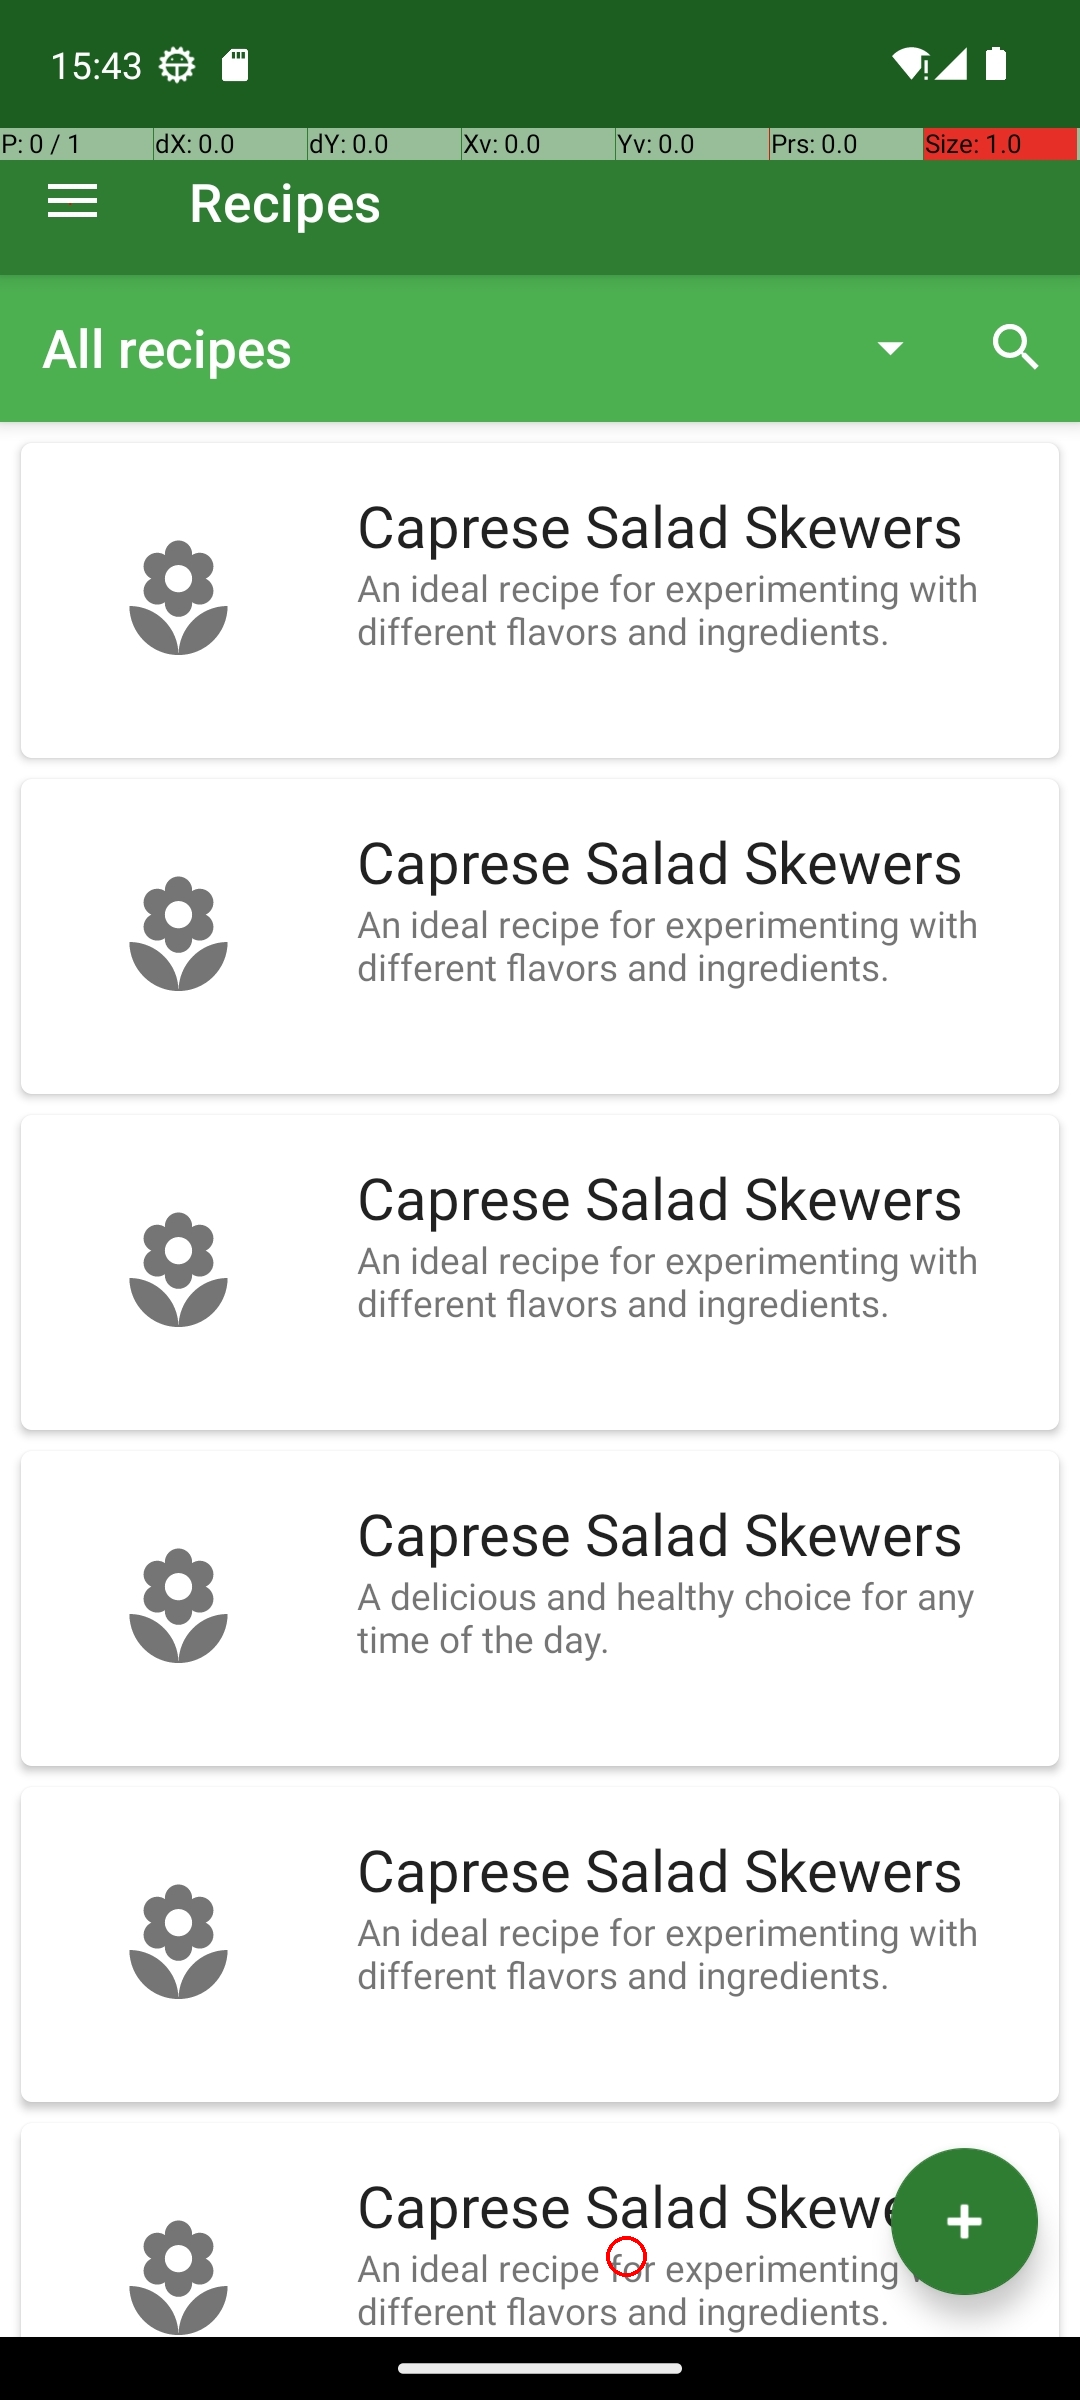 15:43
P: 0 / 1 dX: 0.0 dY: 0.0 Xv: 0.0 Yv: 0.0 Prs: 0.0 Size: 1.0
Recipes
All recipes
Caprese Salad Skewers
An ideal recipe for experimenting with
different flavors and ingredients.
Caprese Salad Skewers
An ideal recipe for experimenting with
different flavors and ingredients.
Caprese Salad Skewers
An ideal recipe for experimenting with
different flavors and ingredients.
Caprese Salad Skewers
A delicious and healthy choice for any
time of the day.
Caprese Salad Skewers
An ideal recipe for experimenting with
different flavors and ingredients.
Caprese Salad
An ideal recipe for experimenting
different flavors and ingredients.